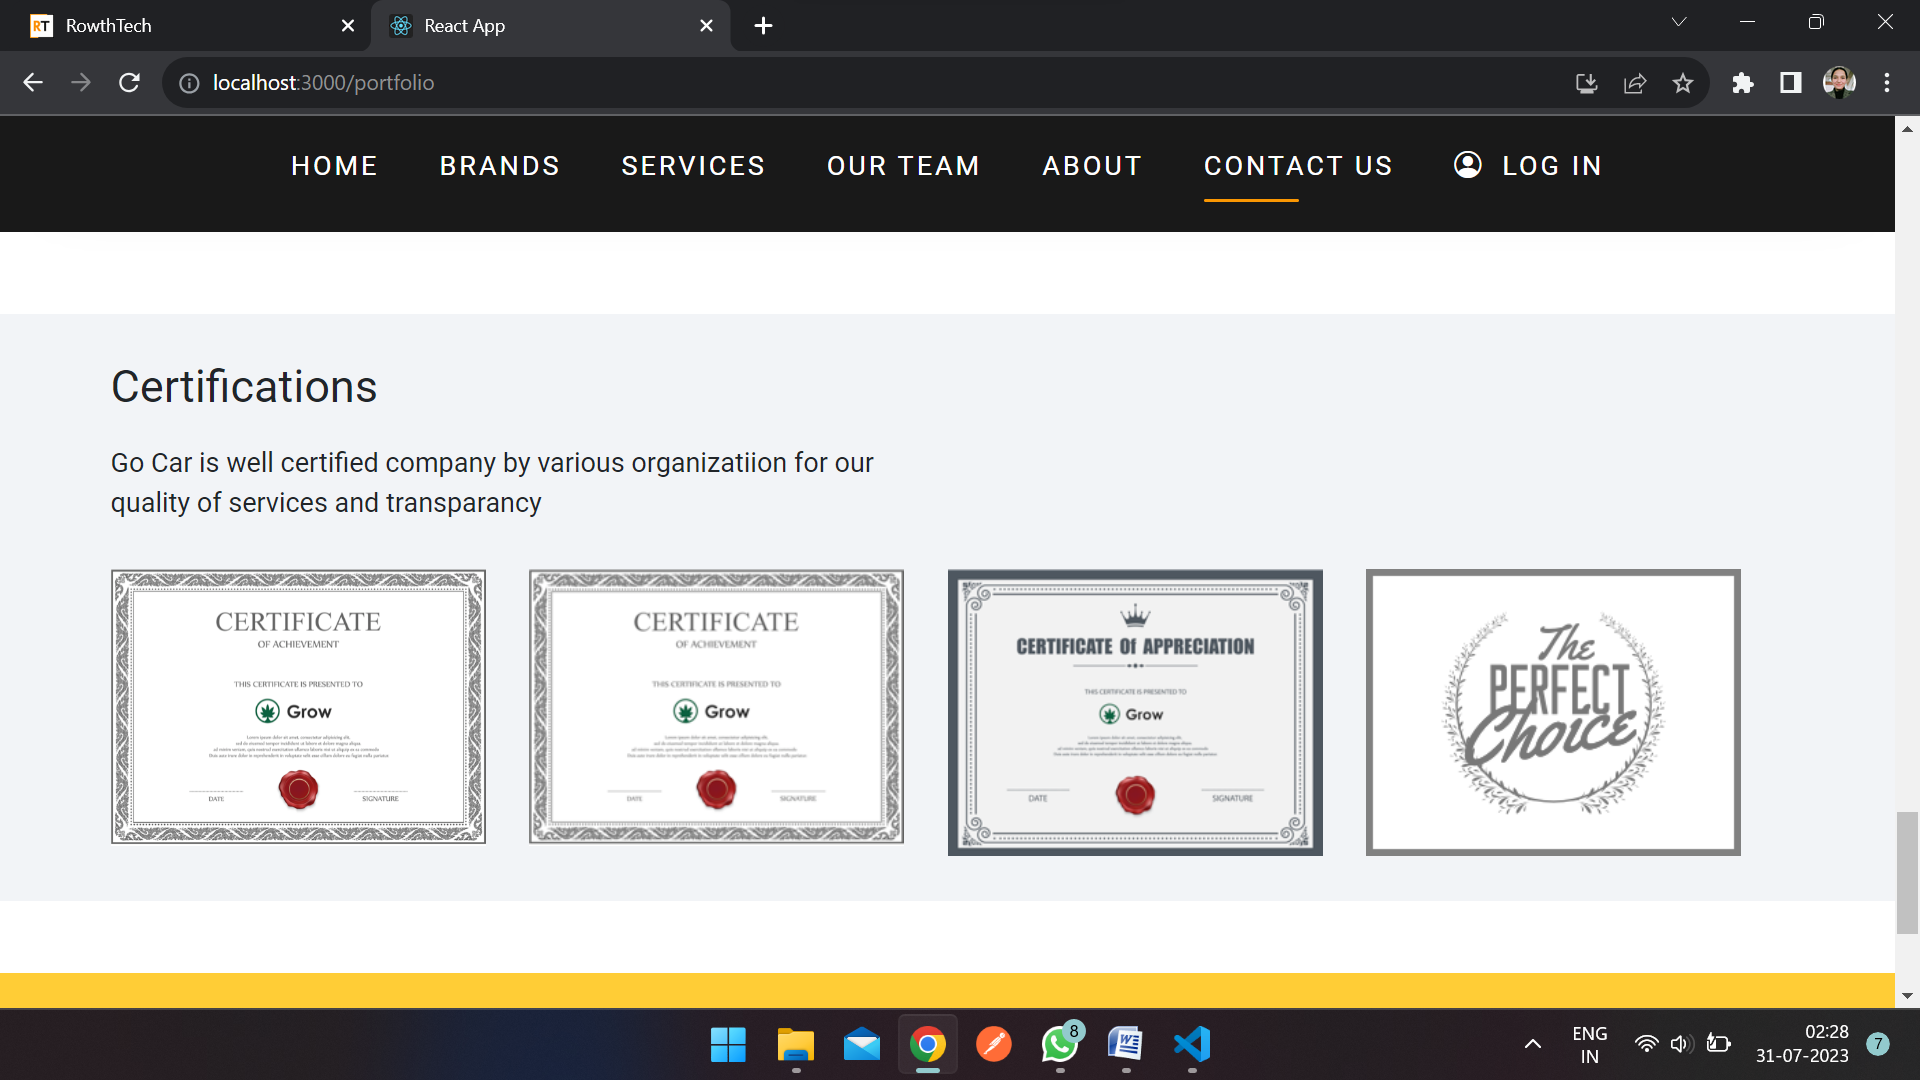 RT RowthTech
React App
localhost:3000/portfolio
HOME BRANDS SERVICES OUR TEAM ABOUT CONTACT US LOG IN
Certifications
Go Car is well certified company by various organizatiion for our
quality of services and transparancy
CERTIFICATE
OF ACHIEVEMENT
THIS CERTIFICATE IS PRESENTED TO
Grow
DATE
SIGNATURE
CERTIFICATE
OF ACHIEVEMENT
THIS CERTIFICATE IS PRESENTED TO
Grow
DATE
SIGNATURE
CERTIFICATE Of APPRECIATION
THIS CERTIFICATE IS PRESENTED TO
Grow
DATE
SIGNATURE
The
PERFECT
Choice
8
W
ENG
IN
02:28
31-07-2023
7